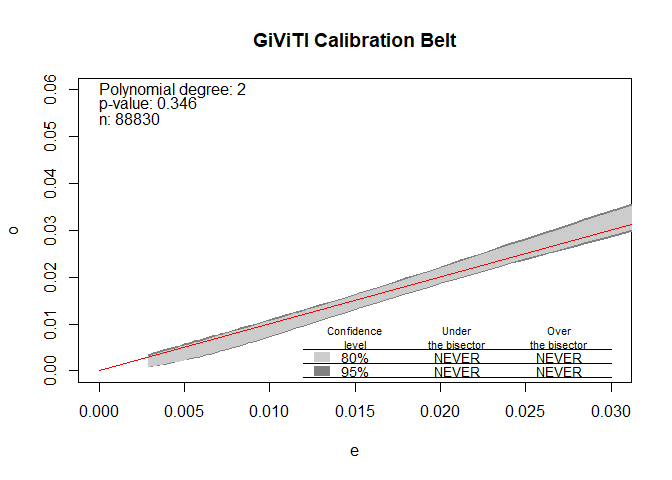 GiViTI Calibration Belt
Polynomial degree: 2
p-value: 0.346
n: 88830
0.06
0.05
0.04
0.03
0.02
0.01
0.00
o
Confidence level Under the bisector Over the bisector
80% NEVER NEVER
95% NEVER NEVER
0.000 0.005 0.010 0.015 0.020 0.025 0.030
e